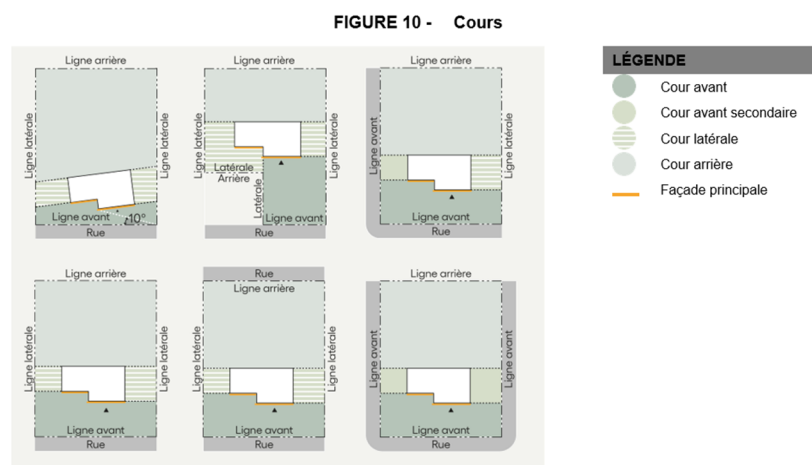 FIGURE 10 - Cours
Ligne arrière
Ligne latérale
Ligne latérale
Ligne avant
10°
Rue
Ligne arrière
Ligne latérale
Ligne latérale
Latérale
Arrière
Latérale
Ligne avant
Rue
Ligne arrière
Ligne avant
Ligne latérale
Ligne avant
Rue
Ligne arrière
Ligne latérale
Ligne latérale
Ligne avant
Rue
Rue
Ligne arrière
Ligne latérale
Ligne latérale
Ligne avant
Rue
Ligne arrière
Ligne avant
Ligne avant
Ligne avant
Rue
LÉGENDE
Cour avant
Cour avant secondaire
Cour latérale
Cour arrière
Façade principale